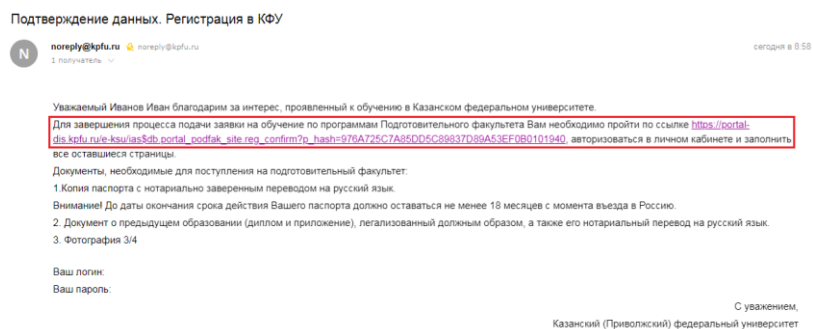 Подтверждение данных. Регистрация в КФУ
N
noreply@kpfu.ru noreply@kpfu.ru
сегодня в 8:58
1 получатель
Уважаемый Иванов Иван благодарим за интерес, проявленный к обучению в Казанском федеральном университете.
Для завершения процесса подачи заявки на обучение по программам Подготовительного факультета Вам необходимо пройти по ссылке https://portal-
dis.kpfu.ru/e-ksu/ias$db.portal_podfak_site.reg_confirm?p_hash=976A725C7A85DD5C89837D89A53EF0B0101940, авторизоваться в личном кабинете и заполнить
все оставшиеся страницы.
Документы, необходимые для поступления на подготовительный факультет:
1.Копия паспорта с нотариально заверенным переводом на русский язык.
Внимание! До даты окончания срока действия Вашего паспорта должно оставаться не менее 18 месяцев с момента въезда в Россию.
2. Документ о предыдущем образовании (диплом и приложение), легализованный должным образом, а также его нотариальный перевод на русский язык.
3. Фотография 3/4
Ваш логин:
Ваш пароль:
С уважением,
Казанский (Приволжский) федеральный университет